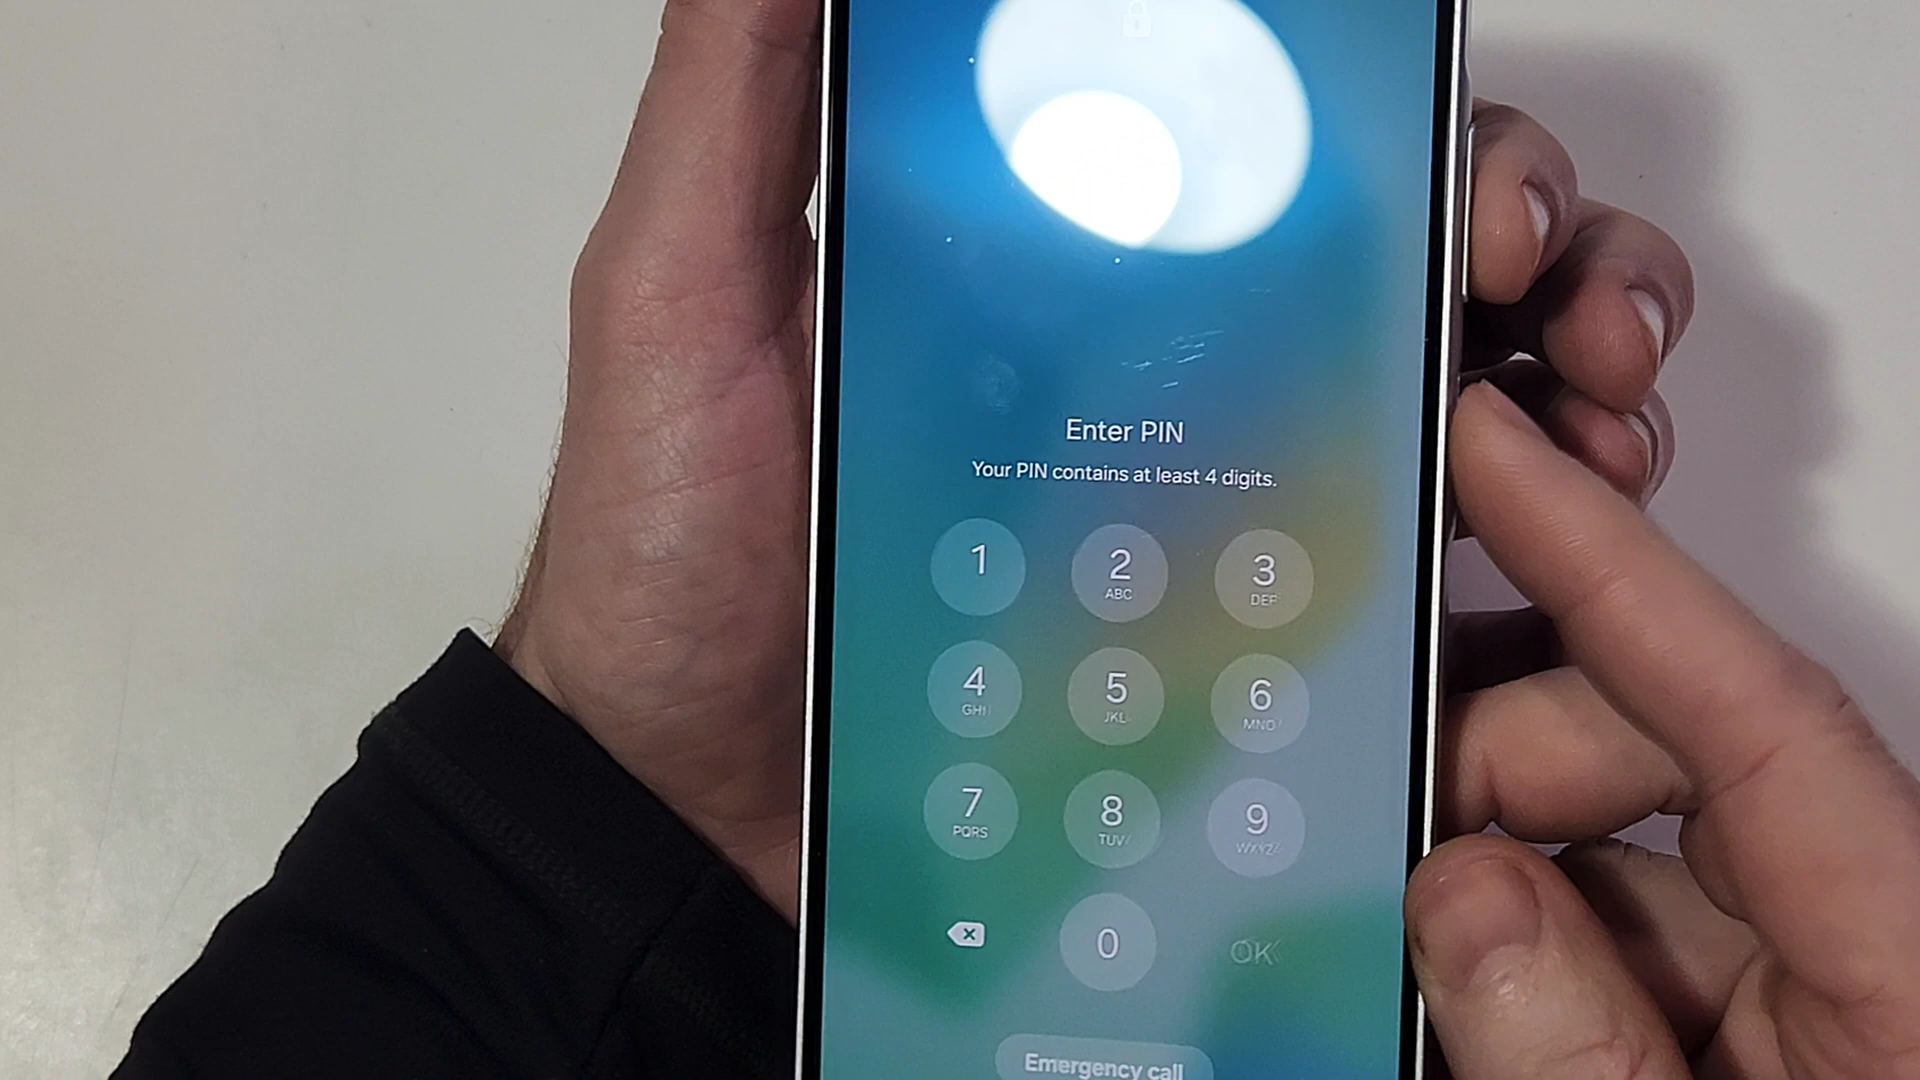 Enter PIN
Your PIN contains at least 4 digits.
1 2 3
ABC DEF
4 5 6
GHI JKL MNO
7 8 9
PQRS TUV WXYZ
0 OK
Emergency call